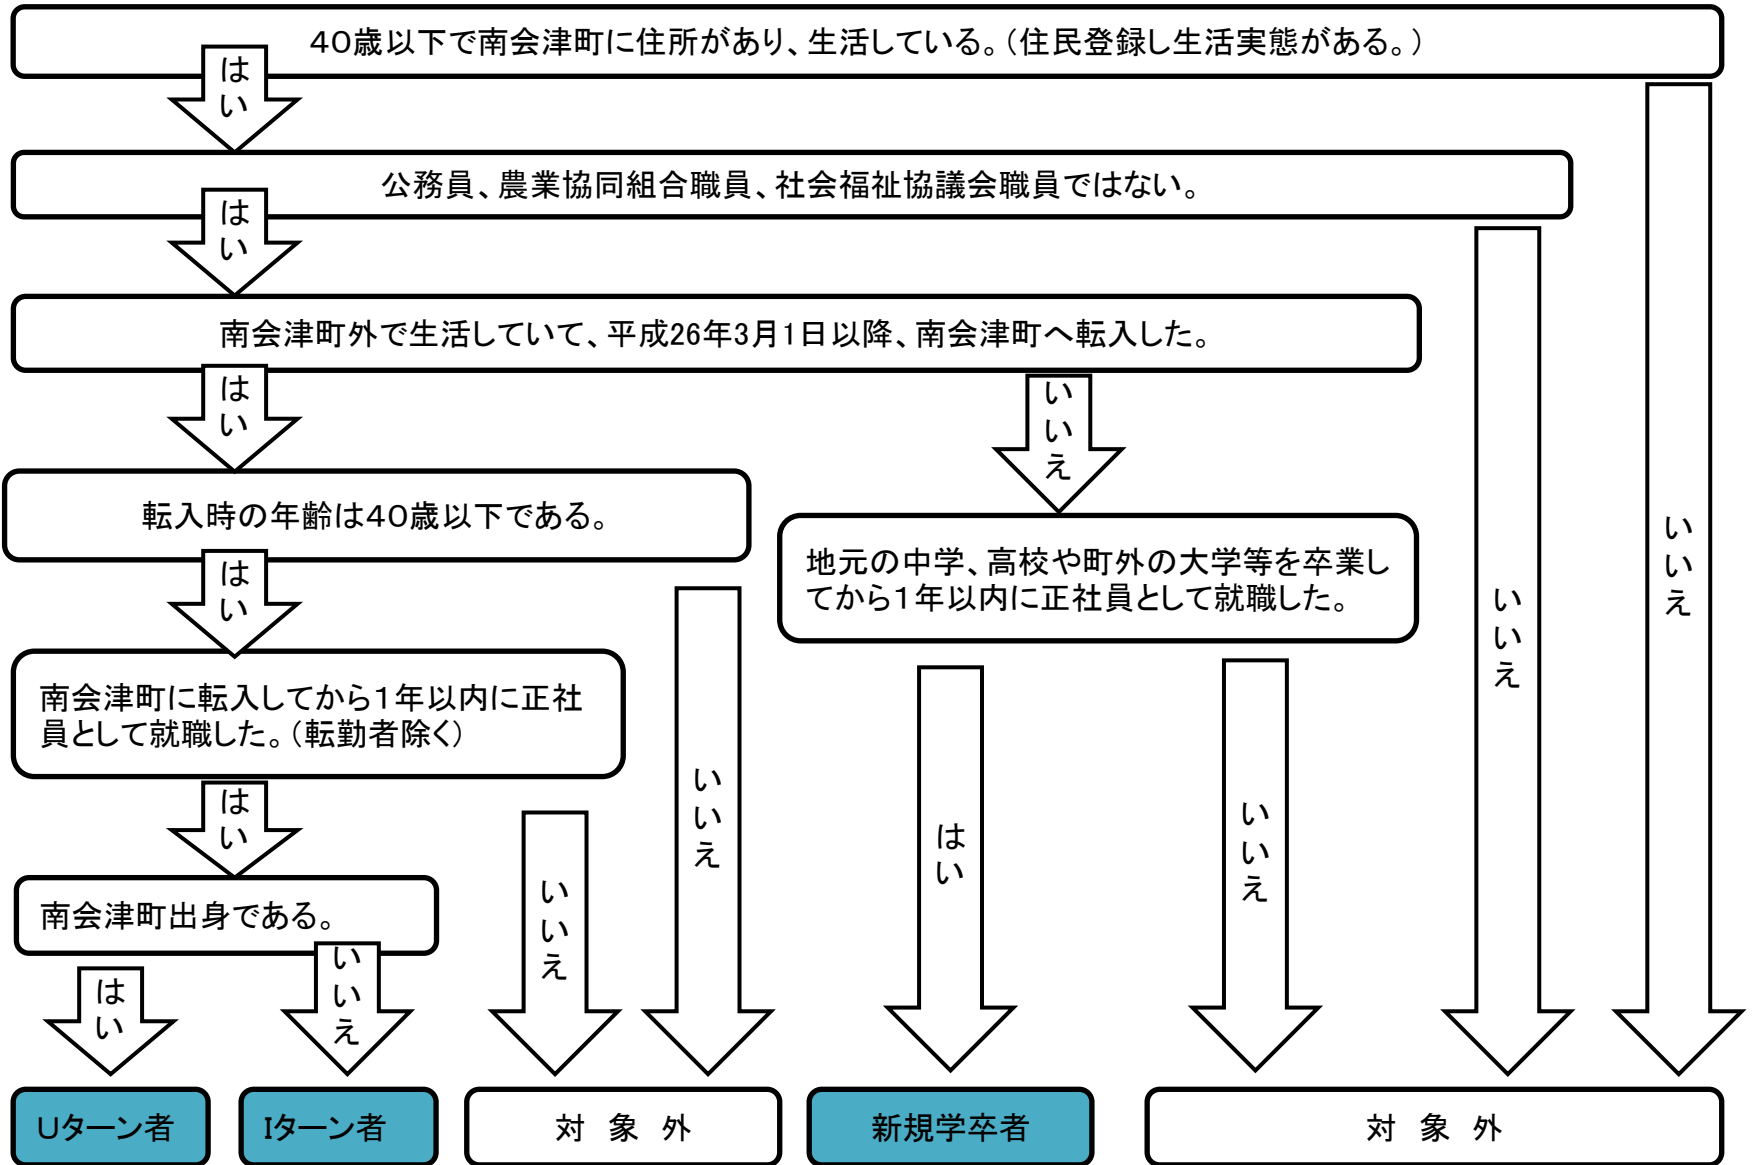 40歳以下で南会津町に住所があり、生活している。(住民登録し生活実態がある。)
はい
公務員、農業協同組合職員、社会福祉協議会職員ではない。
はい
南会津町外で生活していて、平成26年3月1日以降、南会津町へ転入した。
はい
いいえ
転入時の年齢は40歳以下である。
はい
地元の中学、高校や町外の大学等を卒業し
てから1年以内に正社員として就職した。
いいえ
いいえ
南会津町に転入してから1年以内に正社
員として就職した。(転勤者除く)
はい
いいえ
はい
いいえ
いいえ
南会津町出身である。
はい
いいえ
Uターン者
Iターン者
対 象 外
新規学卒者
対 象 外